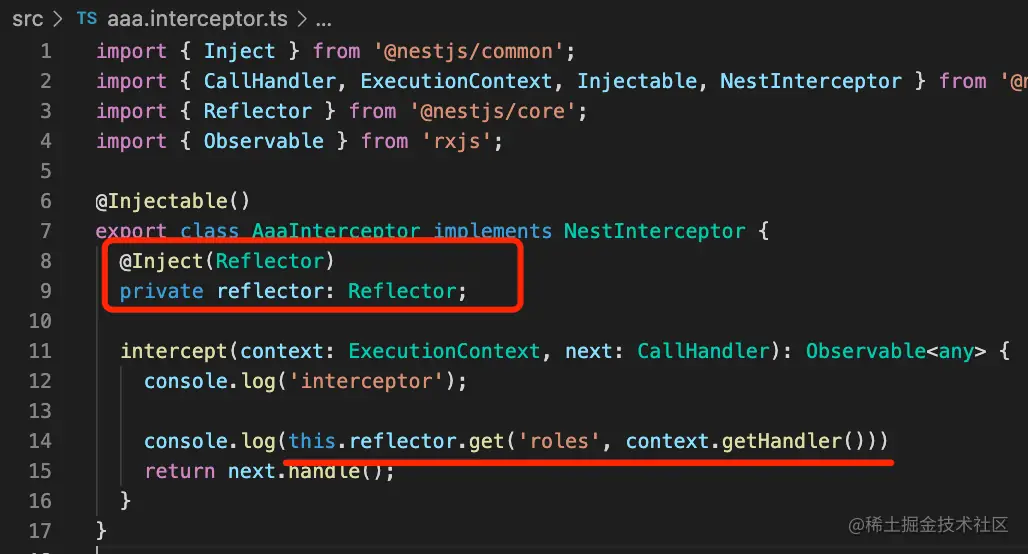 src > TS aaa.interceptor.ts > ...
1 import { Inject } from '@nestjs/common';
2 import { CallHandler, ExecutionContext, Injectable, NestInterceptor } from '@n
3 import { Reflector } from '@nestjs/core';
4 import { Observable } from 'rxjs';
5
6 @Injectable()
7 export class AaaInterceptor implements NestInterceptor {
8 @Inject(Reflector)
9 private reflector: Reflector;
10
11 intercept(context: ExecutionContext, next: CallHandler): Observable<any> {
12 console.log('interceptor');
13
14 console.log(this.reflector.get('roles', context.getHandler()))
15 return next.handle();
16 }
17 }
@稀土掘金技术社区